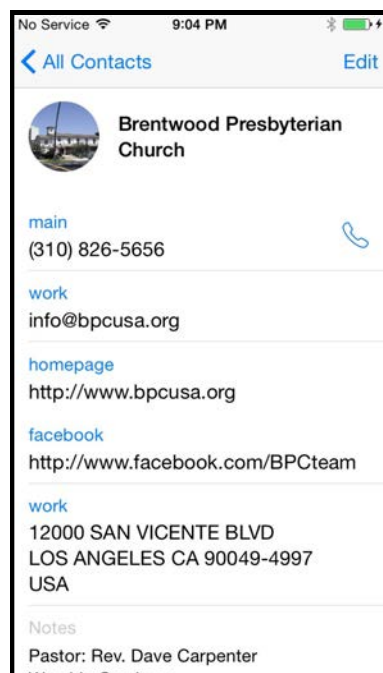 No Service 9:04 PM
All Contacts Edit
Brentwood Presbyterian
Church
main
(310) 826-5656
work
info@bpcusa.org
homepage
http://www.bpcusa.org
facebook
http://www.facebook.com/BPCteam
work
12000 SAN VICENTE BLVD
LOS ANGELES CA 90049-4997
USA
Notes
Pastor: Rev. Dave Carpenter